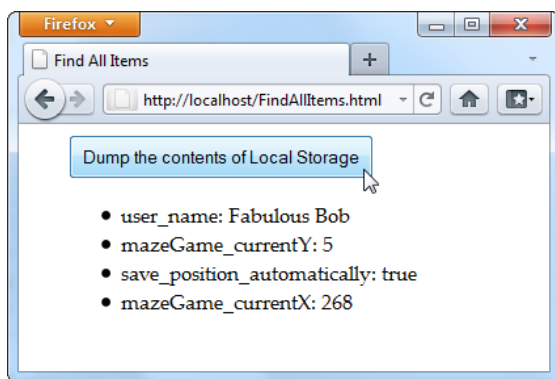 Firefox
Find All Items
http://localhost/FindAllItems.html
Dump the contents of Local Storage
user_name: Fabulous Bob
mazeGame_currentY: 5
save_position_automatically: true
mazeGame_currentX: 268